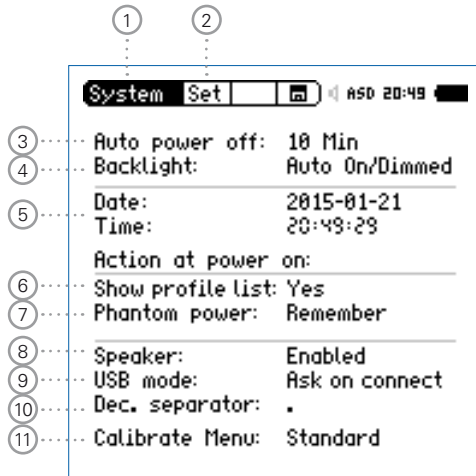 1 2
System Set ASD 20:49
3 Auto power off: 10 Min
4 Backlight: Auto On/Dimmed
5 Date: 2015-01-21
Time: 20:49:29
Action at power on:
6 Show profile list: Yes
7 Phantom power: Remember
8 Speaker: Enabled
9 USB mode: Ask on connect
10 Dec. separator: .
11 Calibrate Menu: Standard